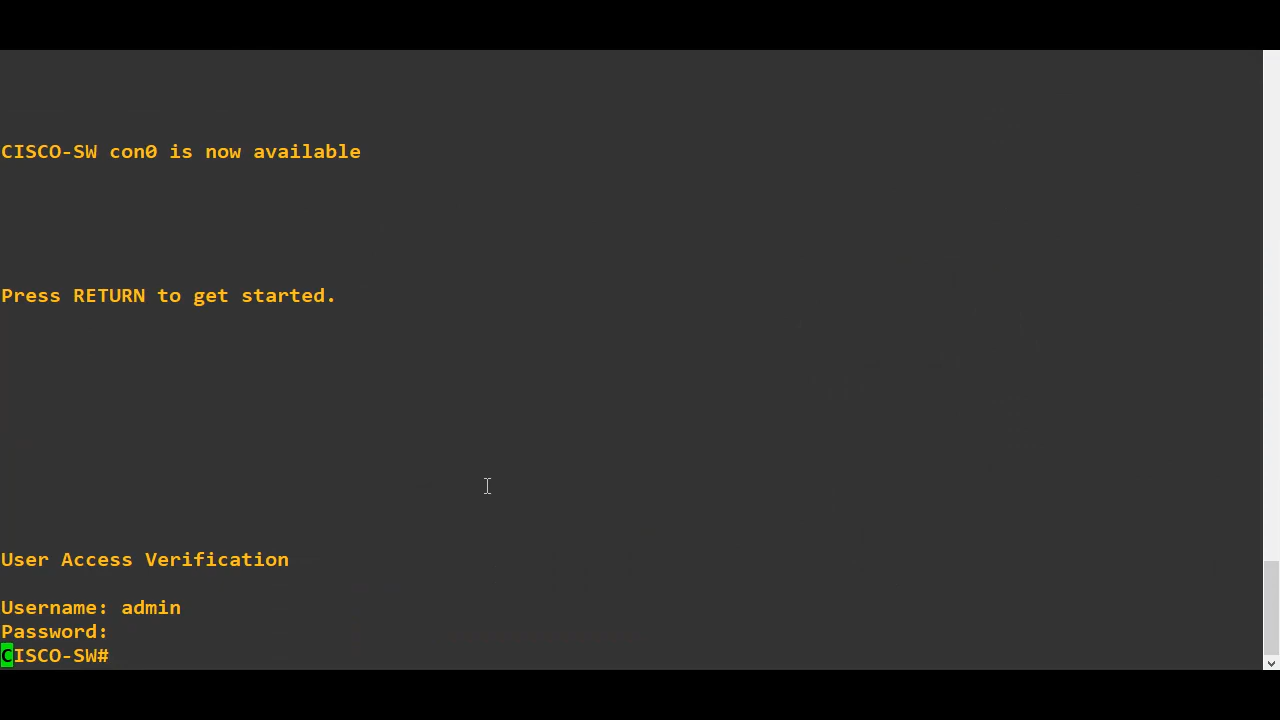 CISCO-SW con0 is now available
Press RETURN to get started.
User Access Verification
Username: admin
Password:
CISCO-SW#